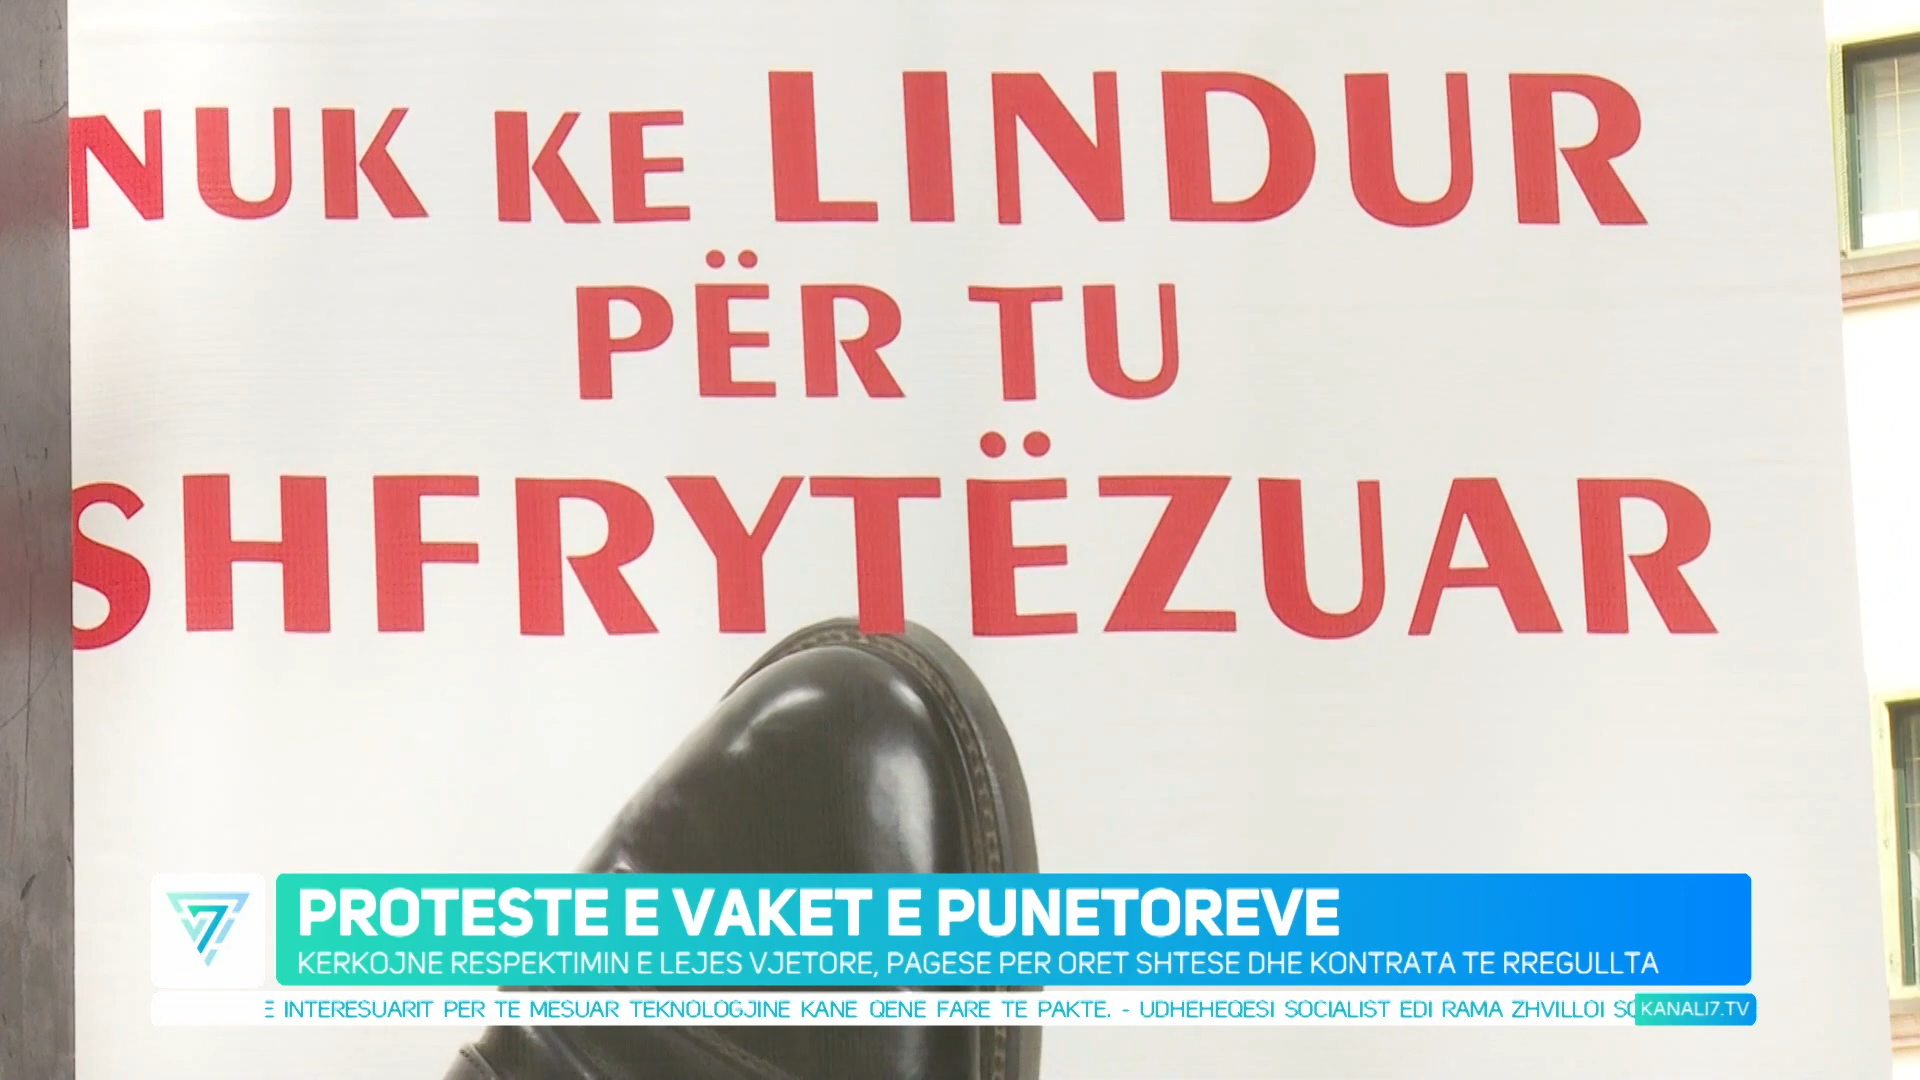 NUK KE LINDUR
PËR TU
SHFRYTËZUAR
PROTESTE E VAKET E PUNETOREVE
KERKOJNE RESPEKTIMIN E LEJES VJETORE, PAGESE PER ORET SHTESE DHE KONTRATA TE RREGULLTA
E INTERESUARIT PER TE MESUAR TEKNOLOGJINE KANE QENE FARE TE PAKTE. - UDHEHEQESI SOCIALIST EDI RAMA ZHVILLOI
KANALI7.TV